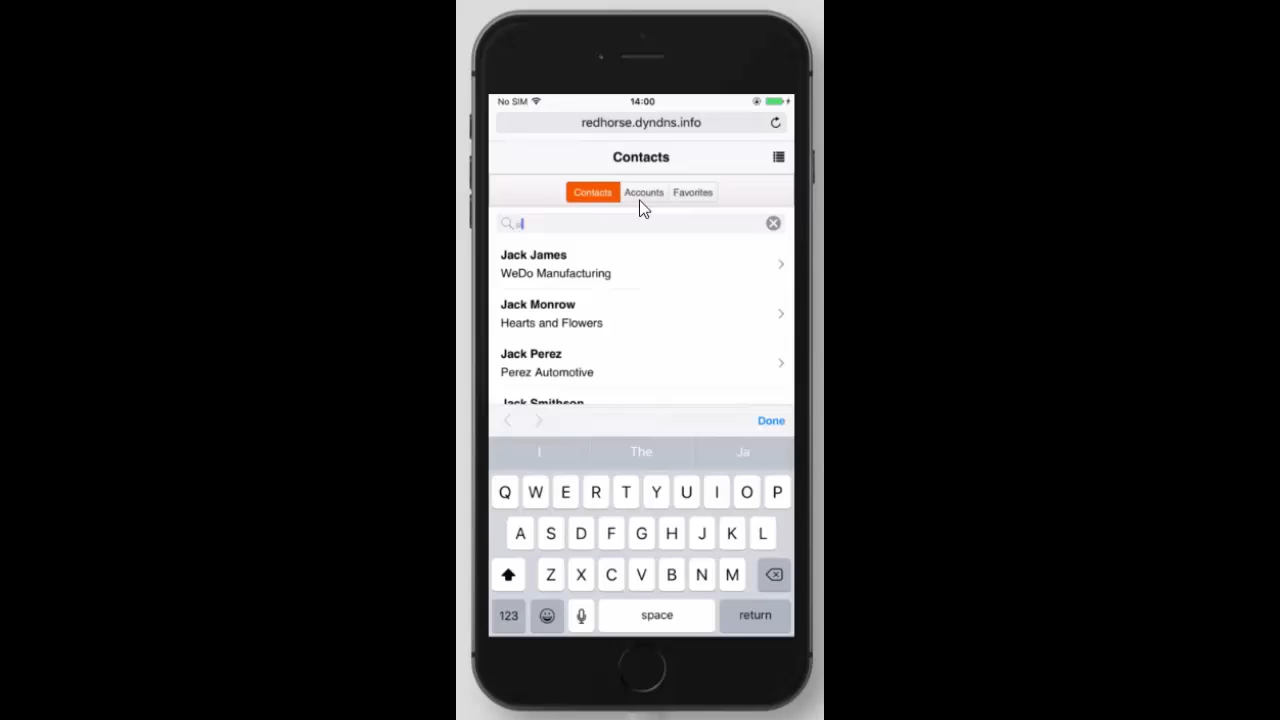 No SIM 14:00
redhorse.dyndns.info
Contacts
Contacts Accounts Favorites
Jack James
WeDo Manufacturing
Jack Monrow
Hearts and Flowers
Jack Perez
Perez Automotive
Jack Smithson
Done
I The Ja
Q W E R T Y U I O P
A S D F G H J K L
Z X C V B N M
123 space return